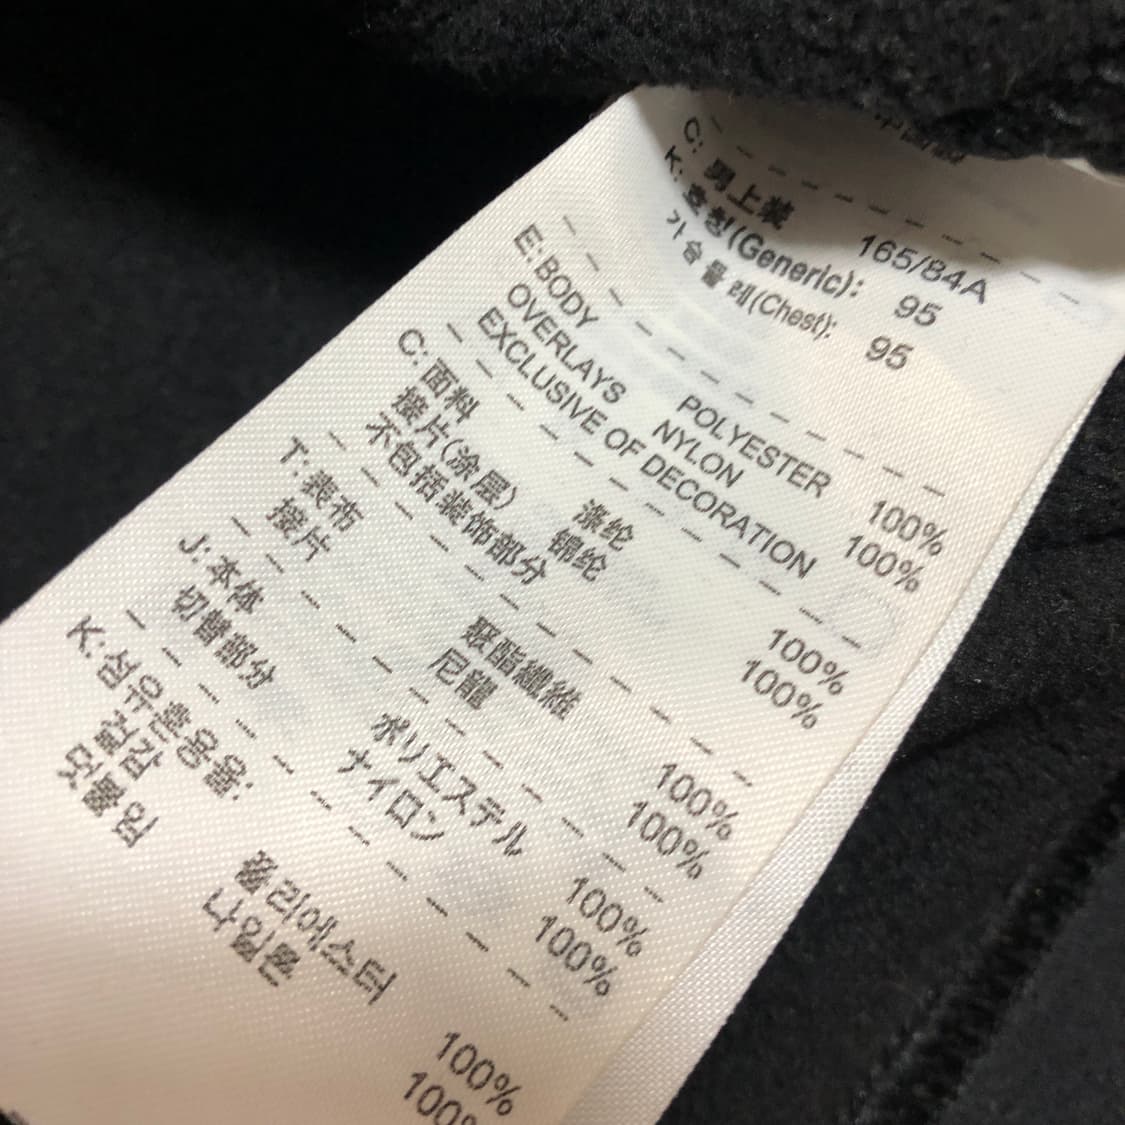 C: 男上装 165/84A
K: 호칭(Generic): 95
가슴둘레(Chest): 95
E: BODY POLYESTER 100%
OVERLAYS NYLON 100%
EXCLUSIVE OF DECORATION
C: 面料 涤纶 100%
接片(涂层) 锦纶 100%
不包括装饰部分
T: 表布 聚酯纖維 100%
接片 尼龍 100%
J: 本体 ポリエステル 100%
切替部分 ナイロン 100%
K: 섬유혼용율:
겉감 폴리에스터 100%
덧붙임 나일론 100%